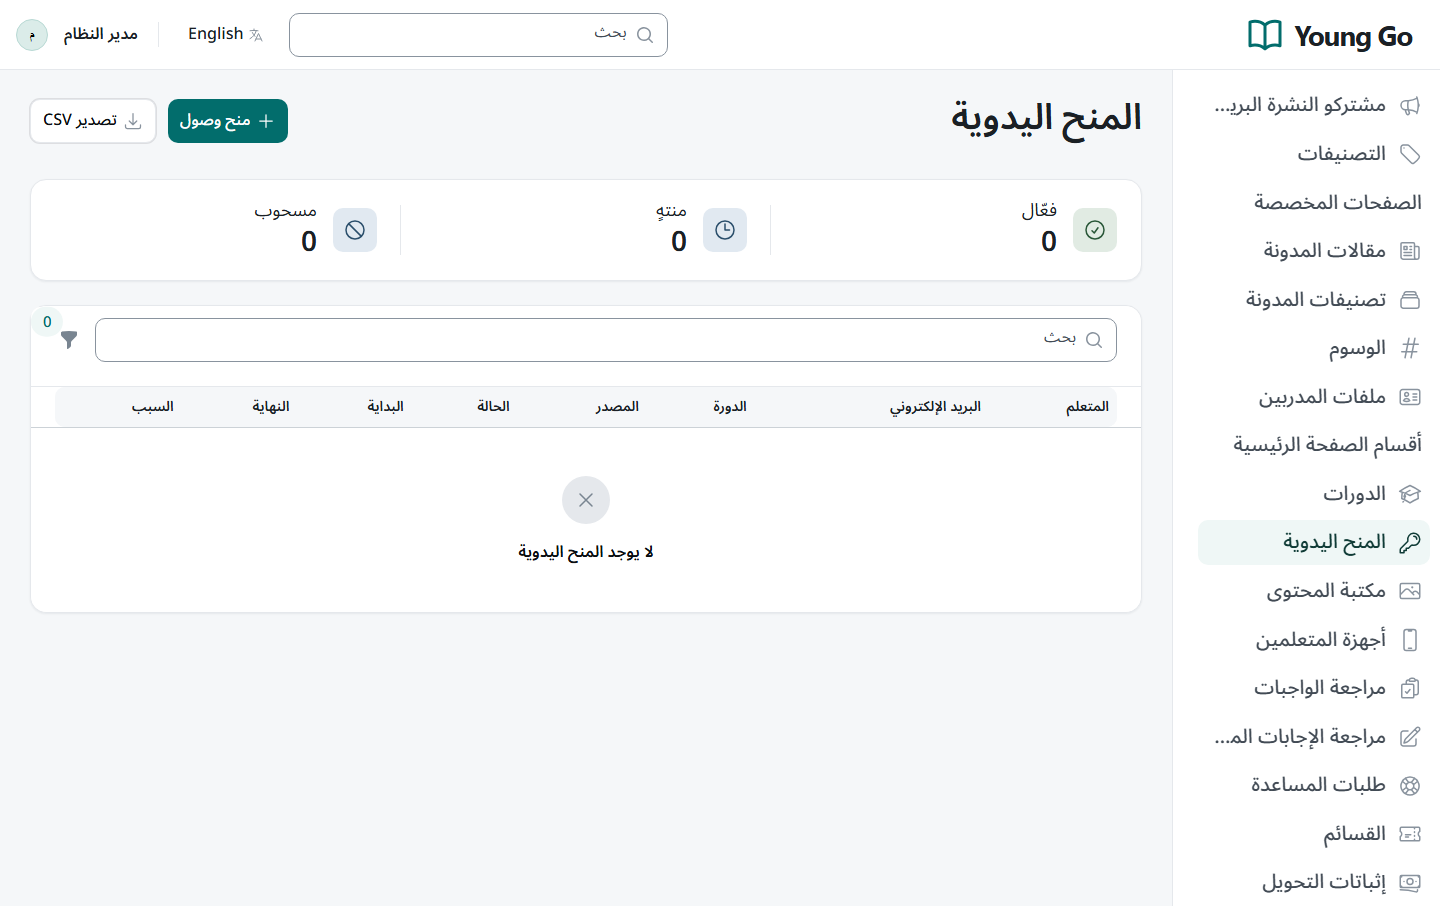 Young Go
بحث
English
مدير النظام
م
مشتركو النشرة البريـ...
التصنيفات
الصفحات المخصصة
مقالات المدونة
تصنيفات المدونة
الوسوم
ملفات المدربين
أقسام الصفحة الرئيسية
الدورات
المنح اليدوية
مكتبة المحتوى
أجهزة المتعلمين
مراجعة الواجبات
مراجعة الإجابات المـ...
طلبات المساعدة
القسائم
إثباتات التحويل
المنح اليدوية
منح وصول
تصدير CSV
فعّال
0
منتهٍ
0
مسحوب
0
بحث
0
المتعلم البريد الإلكتروني الدورة المصدر الحالة البداية النهاية السبب
لا يوجد المنح اليدوية